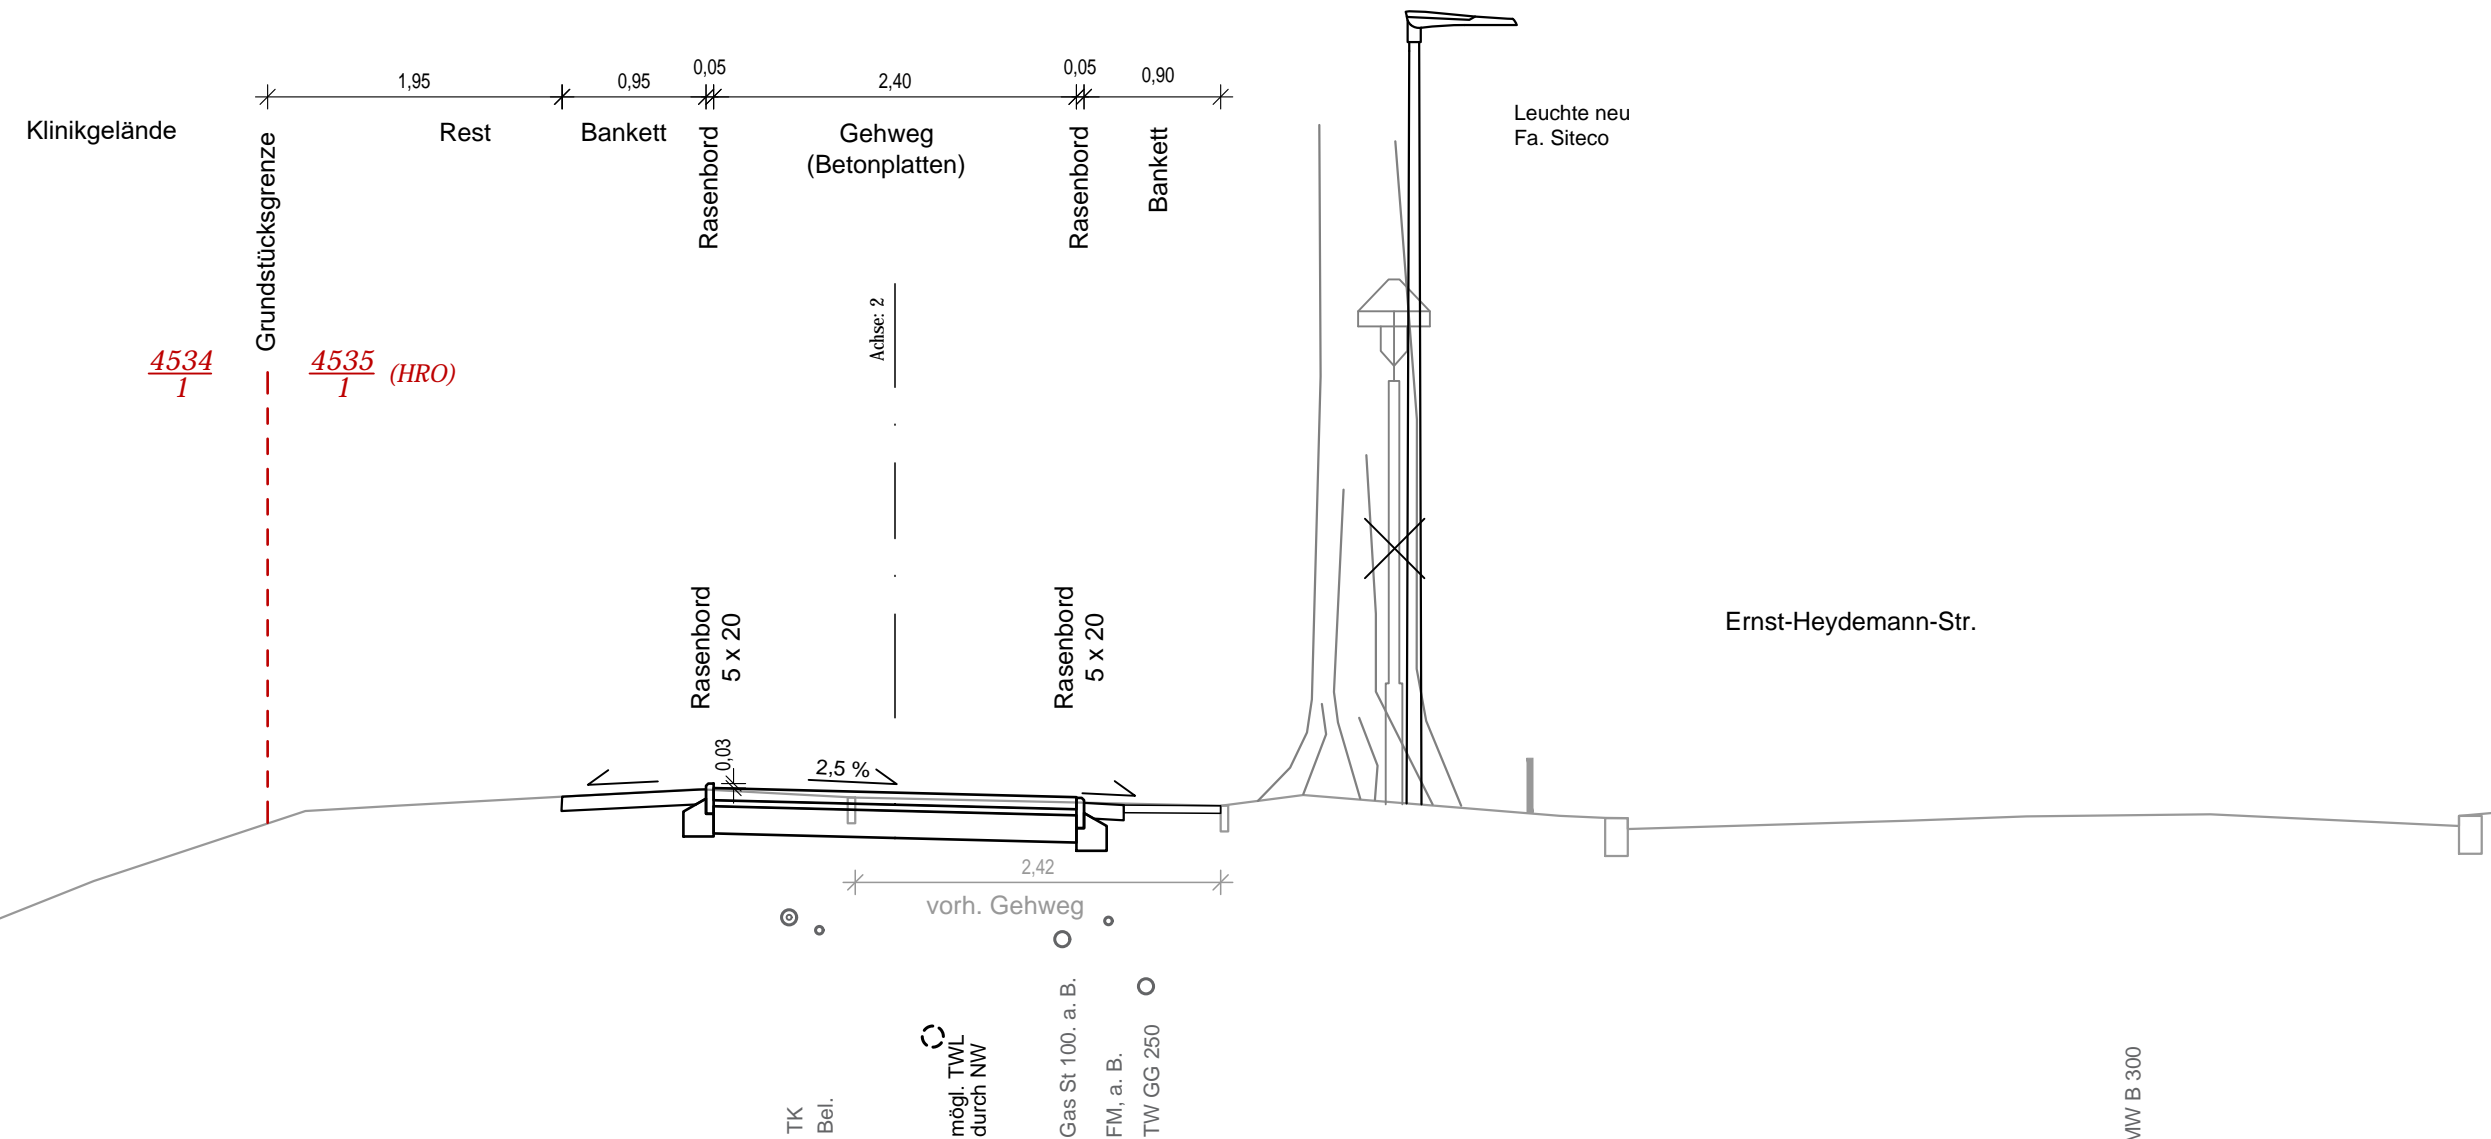 1,95
0,95
0,05
2,40
0,05
0,90
Klinikgelände
Grundstücksgrenze
Rest
Bankett
Rasenbord
Gehweg
(Betonplatten)
Rasenbord
Bankett
Leuchte neu
Fa. Siteco
4534
1
4535
1
(HRO)
Achse: 2
Rasenbord
5 x 20
Rasenbord
5 x 20
Ernst-Heydemann-Str.
0,03
2,5 %
2,42
vorh. Gehweg
TK
Bel.
mögl. TWL
durch NW
Gas St 100. a. B.
FM, a. B.
TW GG 250
MW B 300